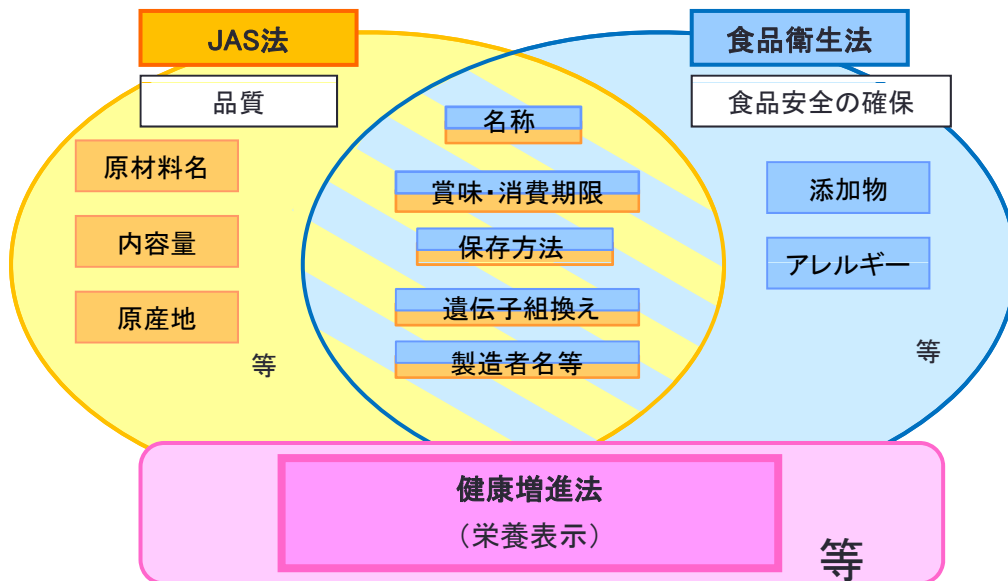 JAS法
食品衛生法
品質
食品安全の確保
名称
原材料名
賞味・消費期限
添加物
内容量
保存方法
アレルギー
原産地
遺伝子組換え
製造者名等
等
等
健康増進法
（栄養表示）
等